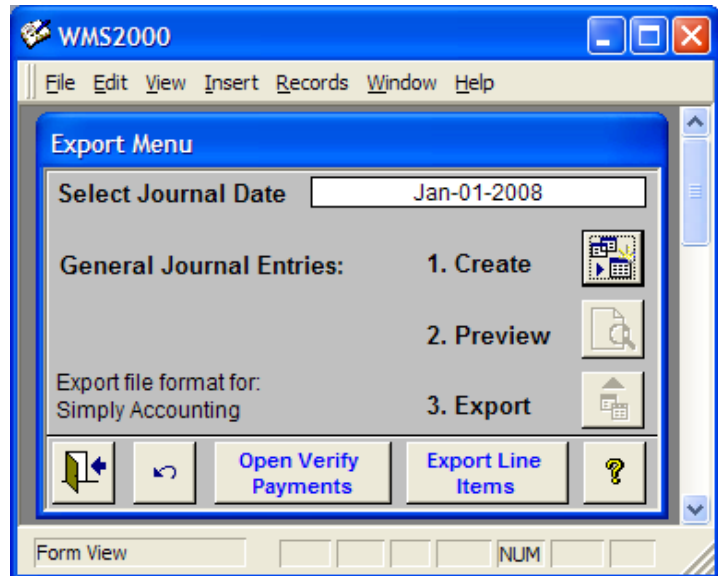 WMS2000
File Edit View Insert Records Window Help
Export Menu
Select Journal Date Jan-01-2008
General Journal Entries: 1. Create
2. Preview
Export file format for:
Simply Accounting
3. Export
Open Verify
Payments
Export Line
Items
?
Form View NUM